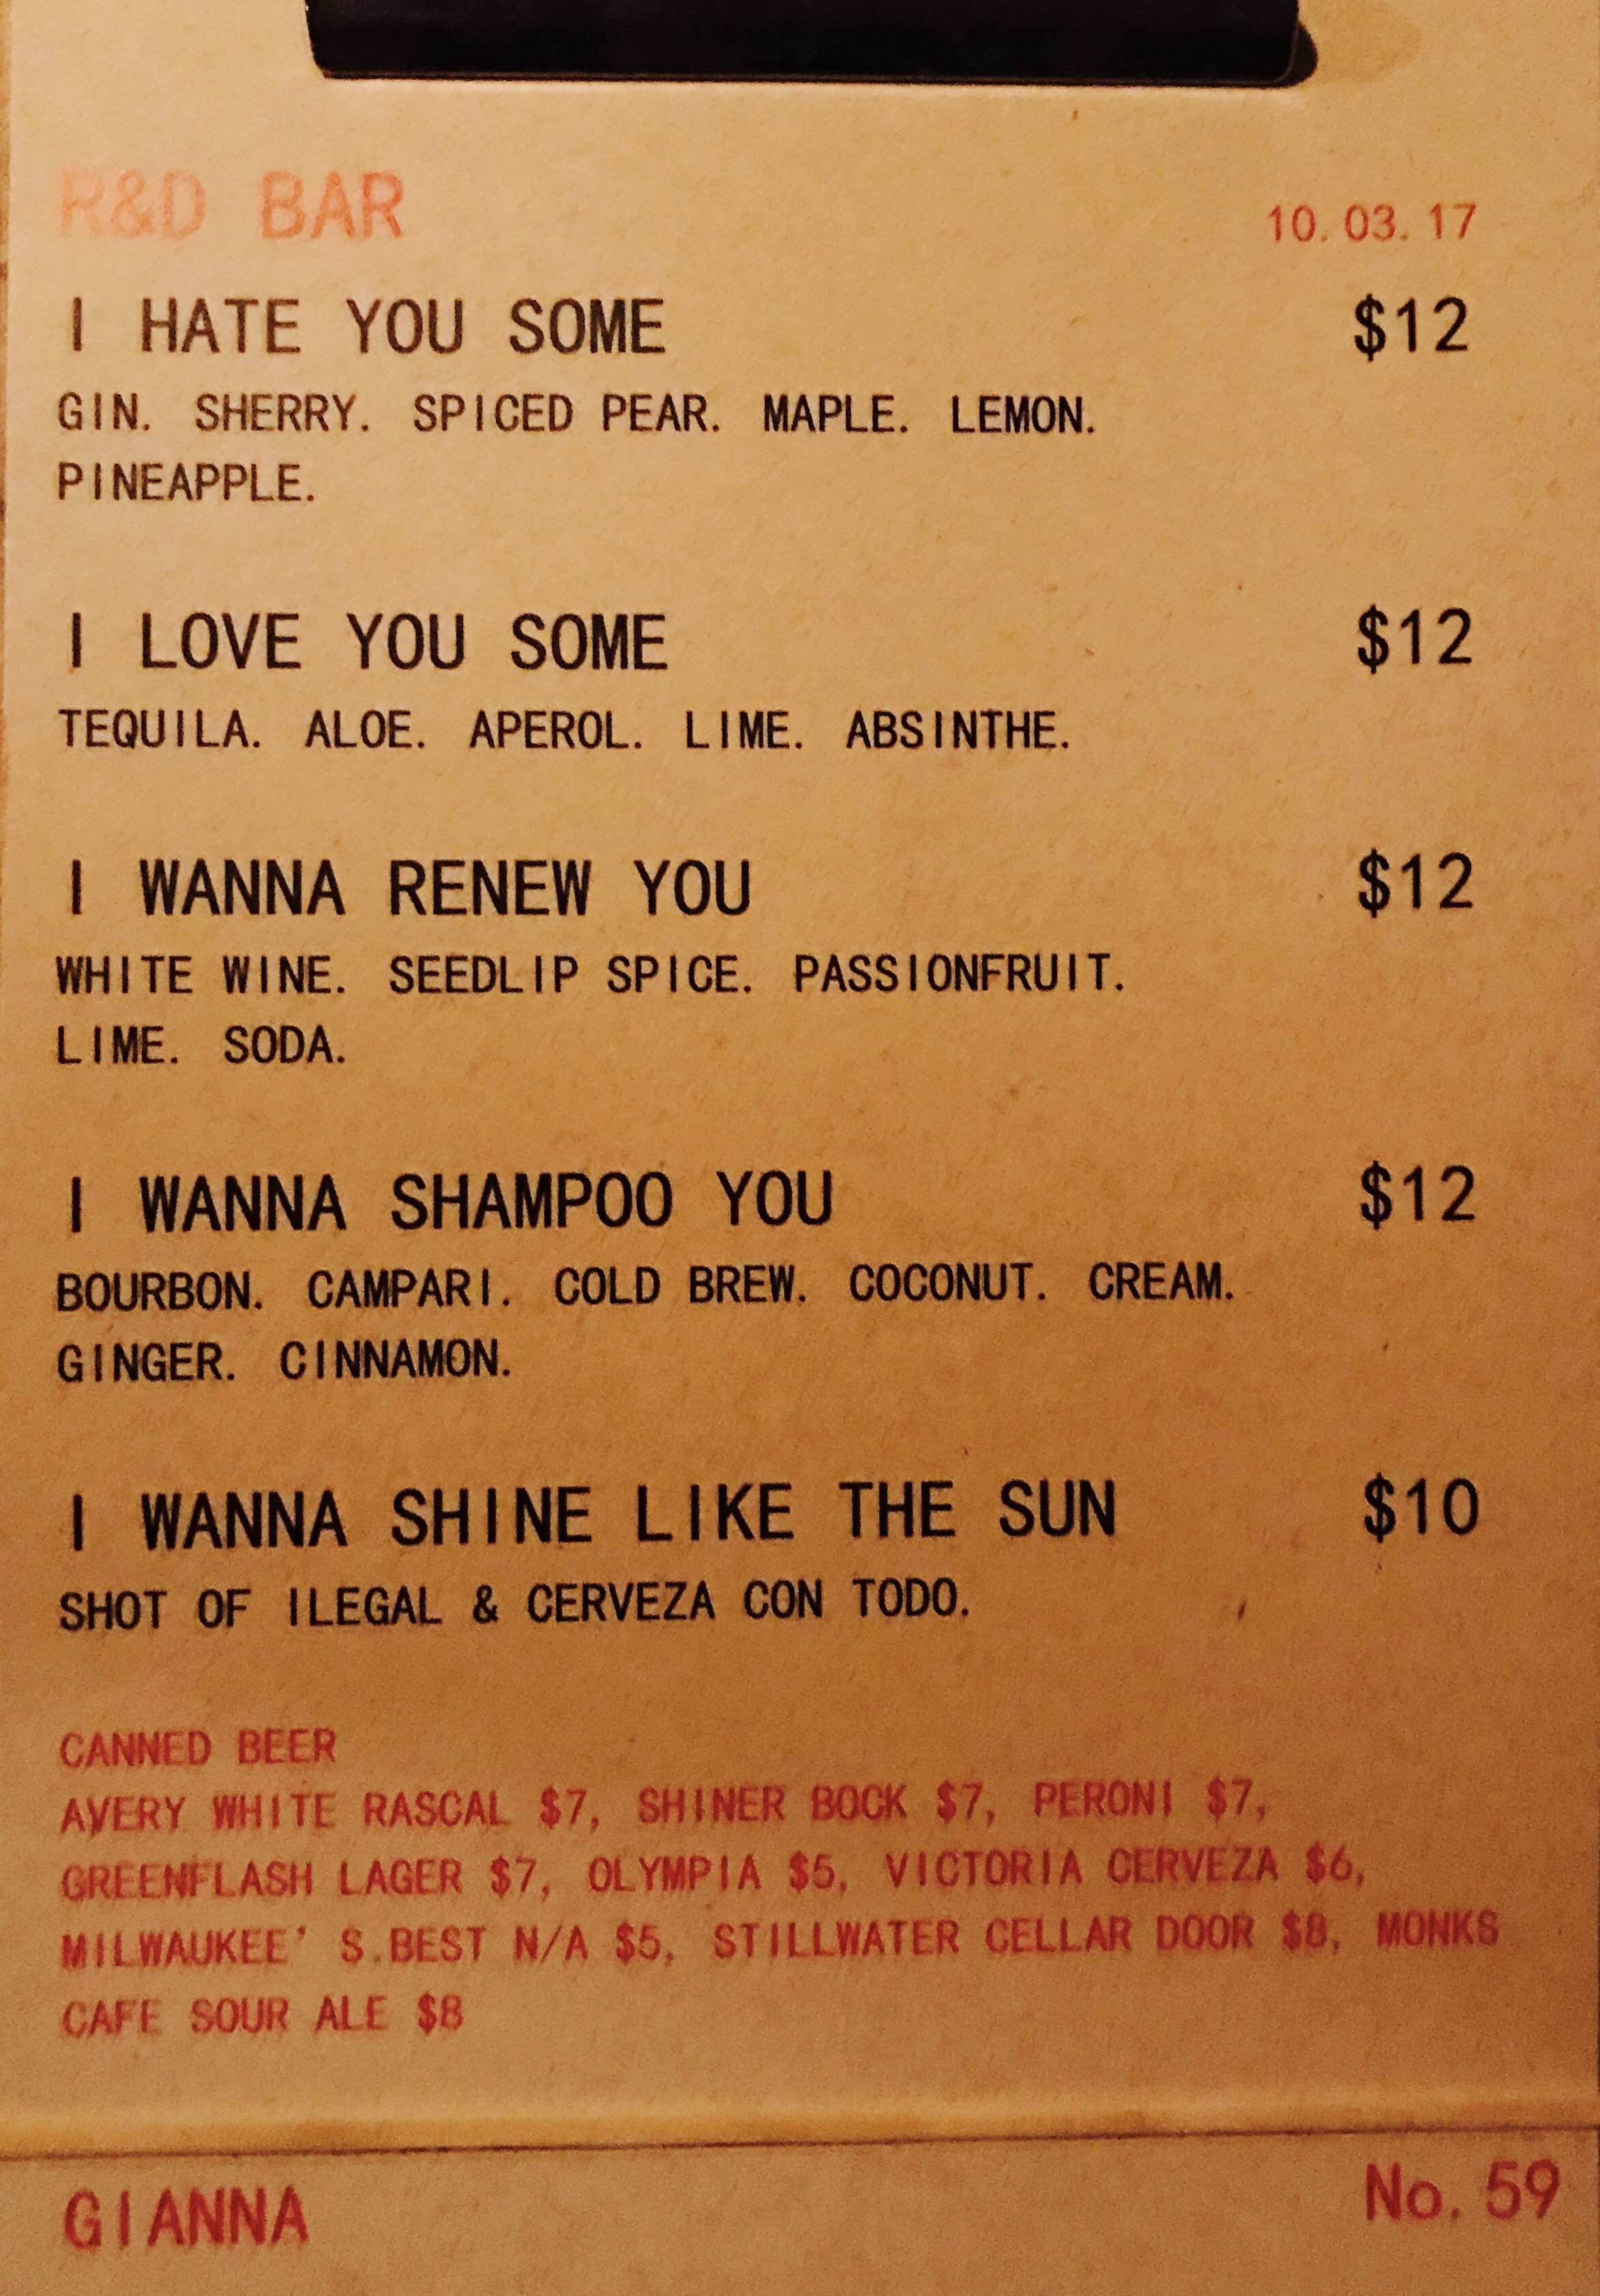 R&D BAR 10.03.17
I HATE YOU SOME $12
GIN. SHERRY. SPICED PEAR. MAPLE. LEMON.
PINEAPPLE.
I LOVE YOU SOME $12
TEQUILA. ALOE. APEROL. LIME. ABSINTHE.
I WANNA RENEW YOU $12
WHITE WINE. SEEDLIP SPICE. PASSIONFRUIT.
LIME. SODA.
I WANNA SHAMPOO YOU $12
BOURBON. CAMPARI. COLD BREW. COCONUT. CREAM.
GINGER. CINNAMON.
I WANNA SHINE LIKE THE SUN $10
SHOT OF ILEGAL & CERVEZA CON TODO.
CANNED BEER
AVERY WHITE RASCAL $7, SHINER BOCK $7, PERONI $7,
GREENFLASH LAGER $7, OLYMPIA $5, VICTORIA CERVEZA $6,
MILWAUKEE'S.BEST N/A $5, STILLWATER CELLAR DOOR $8, MONKS
CAFE SOUR ALE $8
GIANNA No. 59